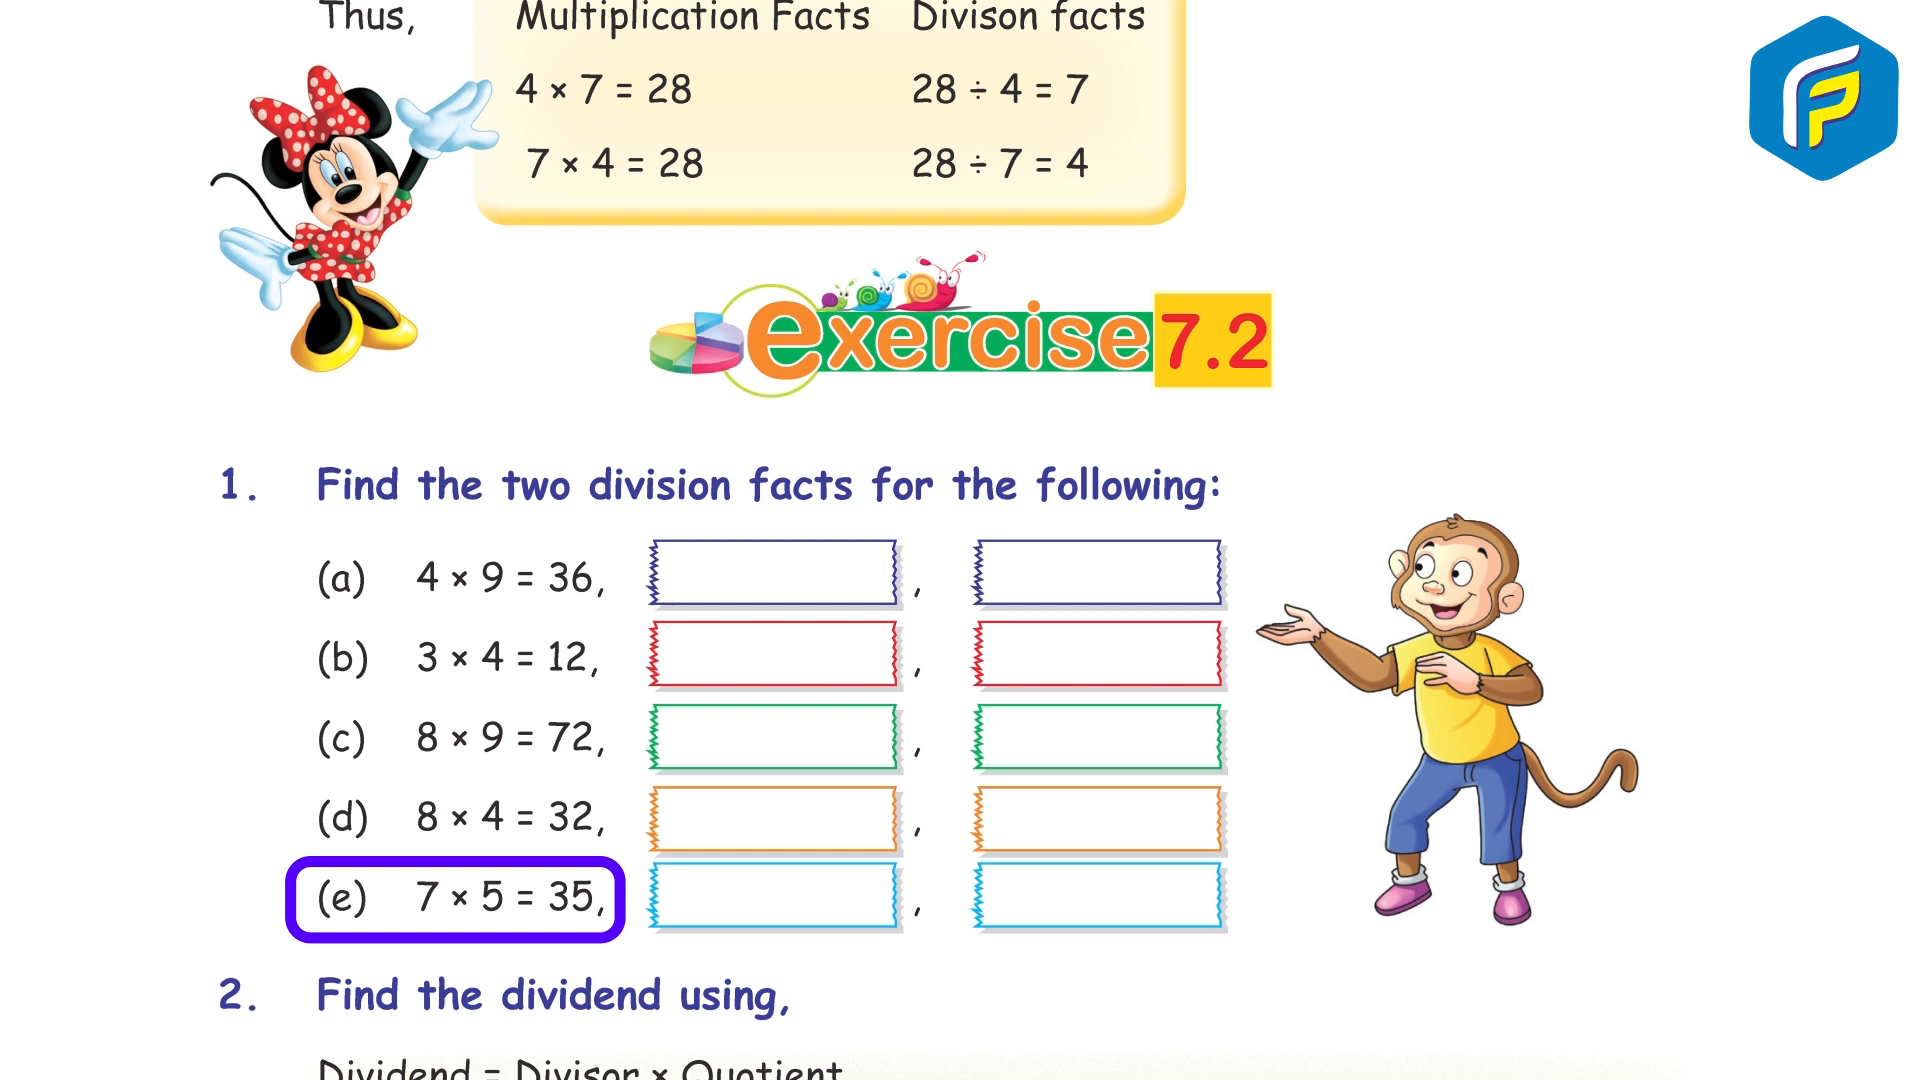 Thus, Multiplication Facts Divison facts
4 × 7 = 28 28 ÷ 4 = 7
7 × 4 = 28 28 ÷ 7 = 4
exercise 7.2
1. Find the two division facts for the following:
(a) 4 × 9 = 36, ,
(b) 3 × 4 = 12, ,
(c) 8 × 9 = 72, ,
(d) 8 × 4 = 32, ,
(e) 7 × 5 = 35, ,
2. Find the dividend using,
Dividend = Divisor × Quotient